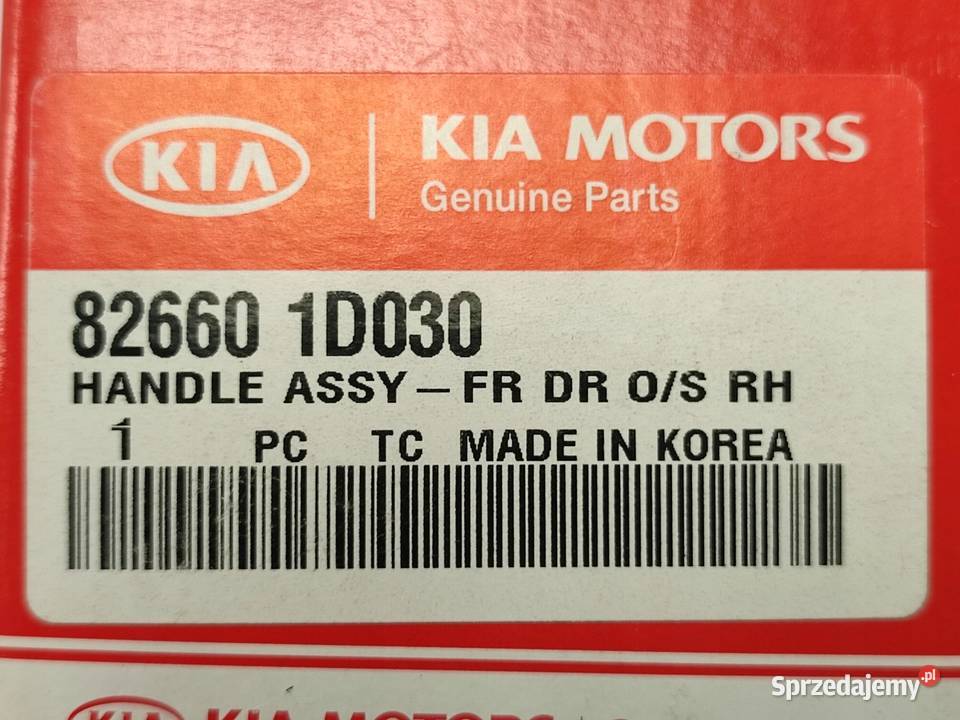 KIA
KIA MOTORS
Genuine Parts
82660 1D030
HANDLE ASSY–FR DR O/S RH
1 PC TC MADE IN KOREA
KIA KIA MOTORS
Sprzedajemy.pl